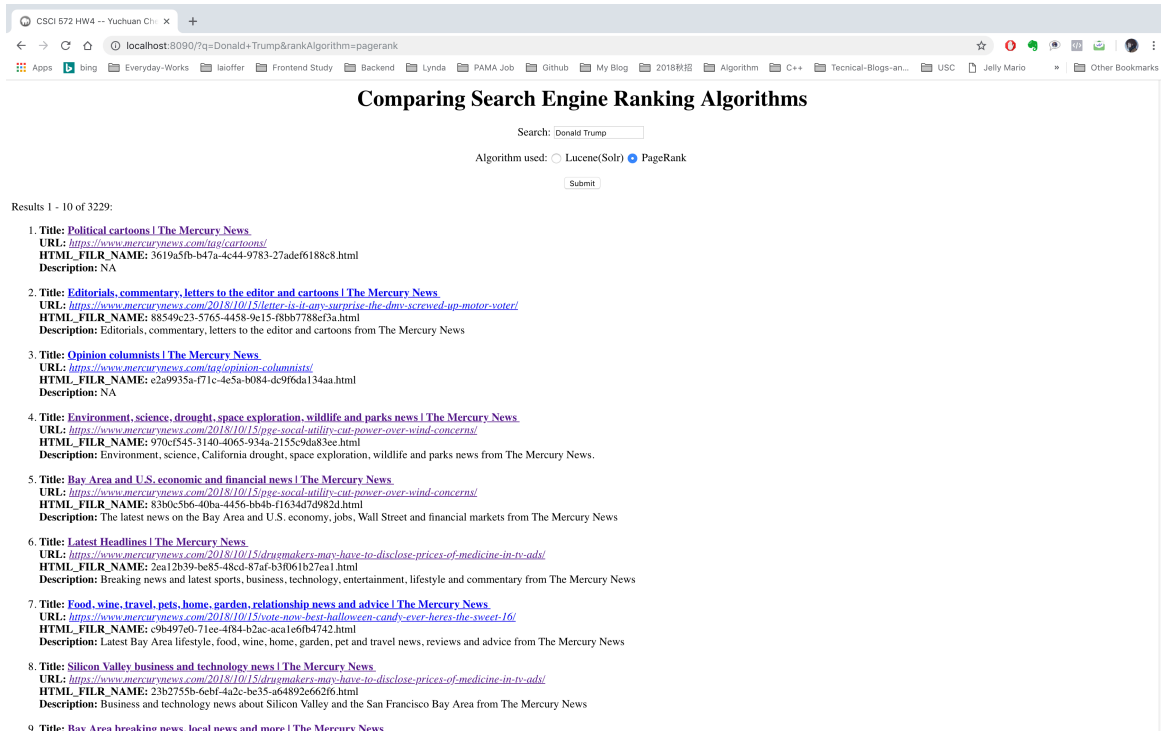 CSCI 572 HW4 -- Yuchuan Che
localhost:8090/?q=Donald+Trump&rankAlgorithm=pagerank
Apps bing Everyday-Works laioffer Frontend Study Backend Lynda PAMA Job Github My Blog 2018秋招 Algorithm C++ Tecnical-Blogs-an... USC Jelly Mario » Other Bookmarks
Comparing Search Engine Ranking Algorithms
Search: Donald Trump
Algorithm used: Lucene(Solr) PageRank
Submit
Results 1 - 10 of 3229:
1. Title: Political cartoons | The Mercury News
URL: https://www.mercurynews.com/tag/cartoons/
HTML_FILR_NAME: 3619a5fb-b47a-4c44-9783-27adef6188c8.html
Description: NA
2. Title: Editorials, commentary, letters to the editor and cartoons | The Mercury News
URL: https://www.mercurynews.com/2018/10/15/letter-is-it-any-surprise-the-dmv-screwed-up-motor-voter/
HTML_FILR_NAME: 88549c23-5765-4458-9e15-f8bb7788ef3a.html
Description: Editorials, commentary, letters to the editor and cartoons from The Mercury News
3. Title: Opinion columnists | The Mercury News
URL: https://www.mercurynews.com/tag/opinion-columnists/
HTML_FILR_NAME: e2a9935a-f71c-4e5a-b084-dc9f6da134aa.html
Description: NA
4. Title: Environment, science, drought, space exploration, wildlife and parks news | The Mercury News
URL: https://www.mercurynews.com/2018/10/15/pge-socal-utility-cut-power-over-wind-concerns/
HTML_FILR_NAME: 970cf545-3140-4065-934a-2155c9da83ee.html
Description: Environment, science, California drought, space exploration, wildlife and parks news from The Mercury News.
5. Title: Bay Area and U.S. economic and financial news | The Mercury News
URL: https://www.mercurynews.com/2018/10/15/pge-socal-utility-cut-power-over-wind-concerns/
HTML_FILR_NAME: 83b0c5b6-40ba-4456-bb4b-f1634d7d982d.html
Description: The latest news on the Bay Area and U.S. economy, jobs, Wall Street and financial markets from The Mercury News
6. Title: Latest Headlines | The Mercury News
URL: https://www.mercurynews.com/2018/10/15/drugmakers-may-have-to-disclose-prices-of-medicine-in-tv-ads/
HTML_FILR_NAME: 2ea12b39-be85-48cd-87af-b3f061b27ea1.html
Description: Breaking news and latest sports, business, technology, entertainment, lifestyle and commentary from The Mercury News
7. Title: Food, wine, travel, pets, home, garden, relationship news and advice | The Mercury News
URL: https://www.mercurynews.com/2018/10/15/vote-now-best-halloween-candy-ever-heres-the-sweet-16/
HTML_FILR_NAME: c9b497e0-71ee-4f84-b2ac-aca1e6fb4742.html
Description: Latest Bay Area lifestyle, food, wine, home, garden, pet and travel news, reviews and advice from The Mercury News
8. Title: Silicon Valley business and technology news | The Mercury News
URL: https://www.mercurynews.com/2018/10/15/drugmakers-may-have-to-disclose-prices-of-medicine-in-tv-ads/
HTML_FILR_NAME: 23b2755b-6ebf-4a2c-be35-a64892e662f6.html
Description: Business and technology news about Silicon Valley and the San Francisco Bay Area from The Mercury News
9. Title: Bay Area breaking news, local news and more | The Mercury News